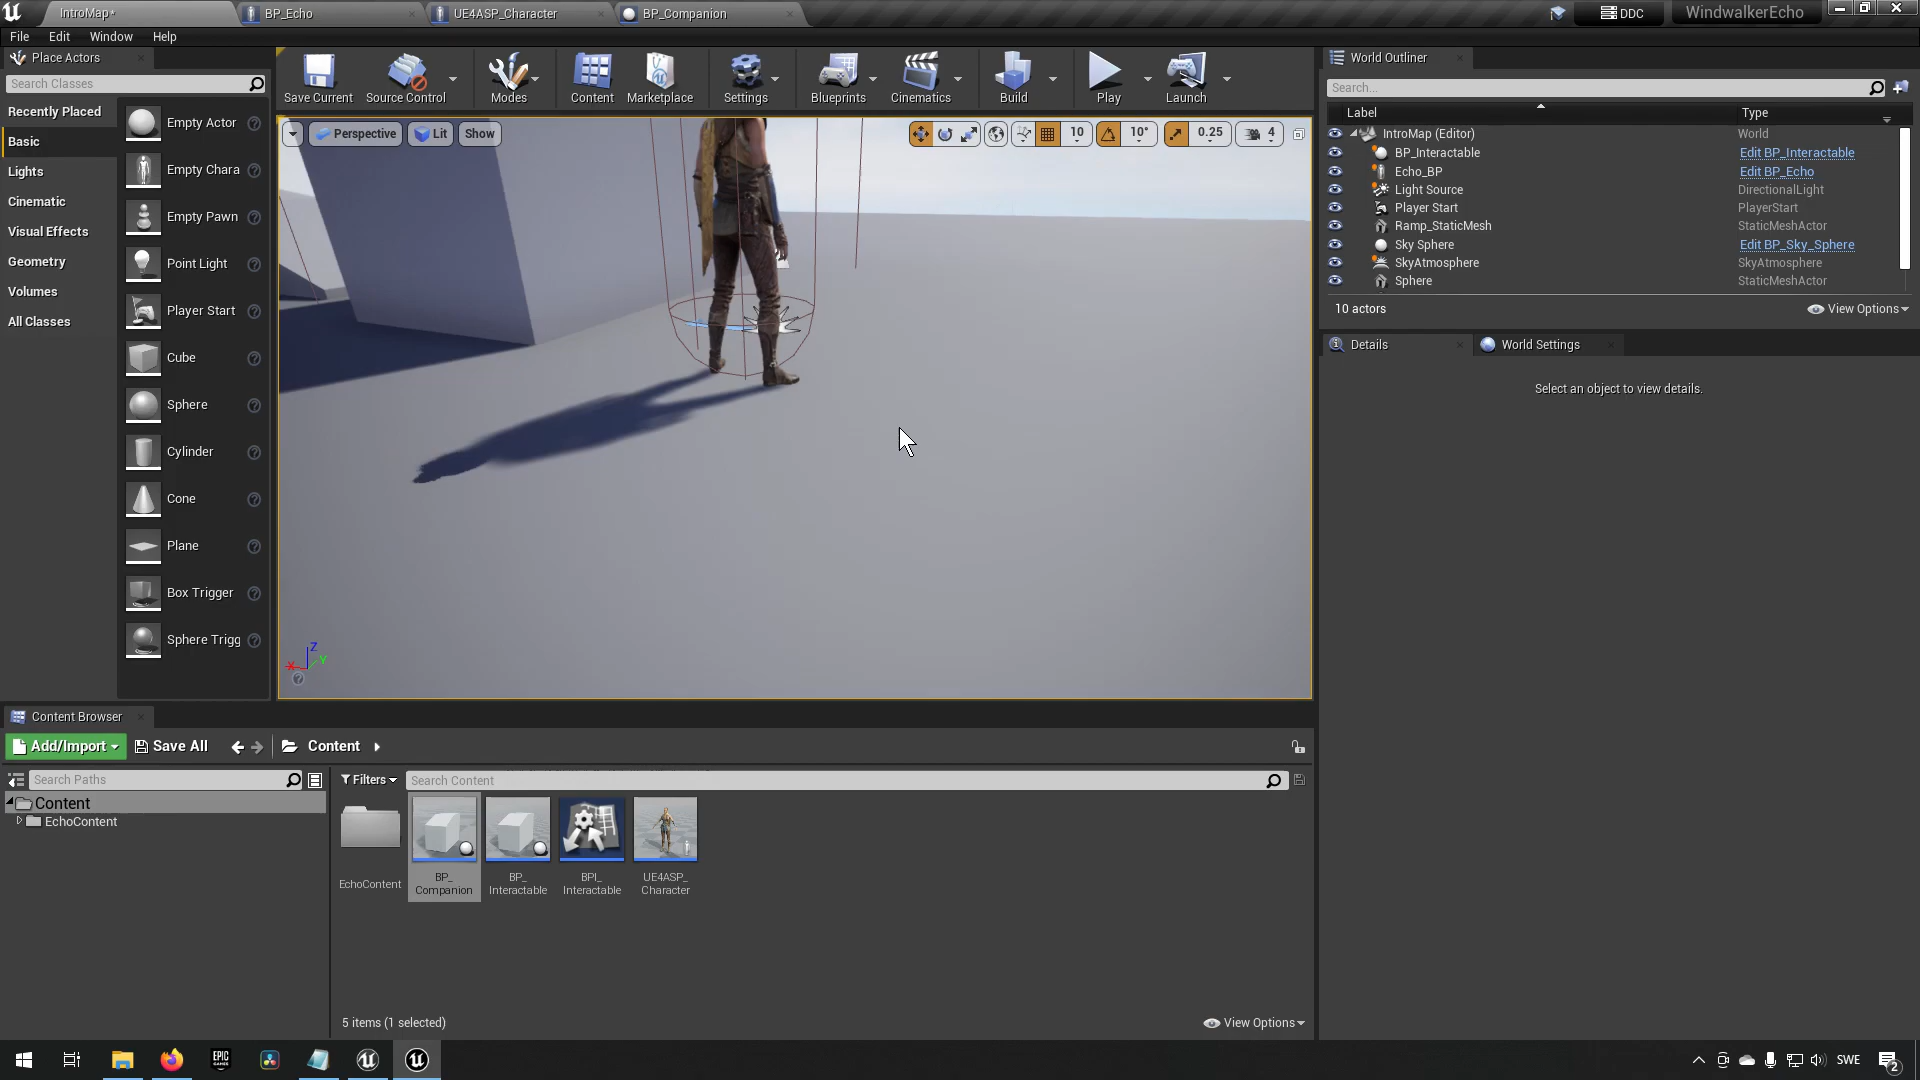 IntroMap*
BP_Echo
UE4ASP_Character
BP_Companion
DDC
WindwalkerEcho
File
Edit
Window
Help
Place Actors
Search Classes
Recently Placed
Basic
Lights
Cinematic
Visual Effects
Geometry
Volumes
All Classes
Empty Actor
Empty Chara
Empty Pawn
Point Light
Player Start
Cube
Sphere
Cylinder
Cone
Plane
Box Trigger
Sphere Trigg
Save Current
Source Control
Modes
Content
Marketplace
Settings
Blueprints
Cinematics
Build
Play
Launch
Perspective
Lit
Show
10
10°
0.25
4
X
Z
Y
World Outliner
Search...
Label
Type
IntroMap (Editor)
World
BP_Interactable
Edit BP_Interactable
Echo_BP
Edit BP_Echo
Light Source
DirectionalLight
Player Start
PlayerStart
Ramp_StaticMesh
StaticMeshActor
Sky Sphere
Edit BP_Sky_Sphere
SkyAtmosphere
SkyAtmosphere
Sphere
StaticMeshActor
10 actors
View Options
Details
World Settings
Select an object to view details.
Content Browser
Add/Import
Save All
Content
Search Paths
Content
EchoContent
Filters
Search Content
EchoContent
BP_
Companion
BP_
Interactable
BPI_
Interactable
UE4ASP_
Character
5 items (1 selected)
View Options
EPIC
GAMES
SWE
2